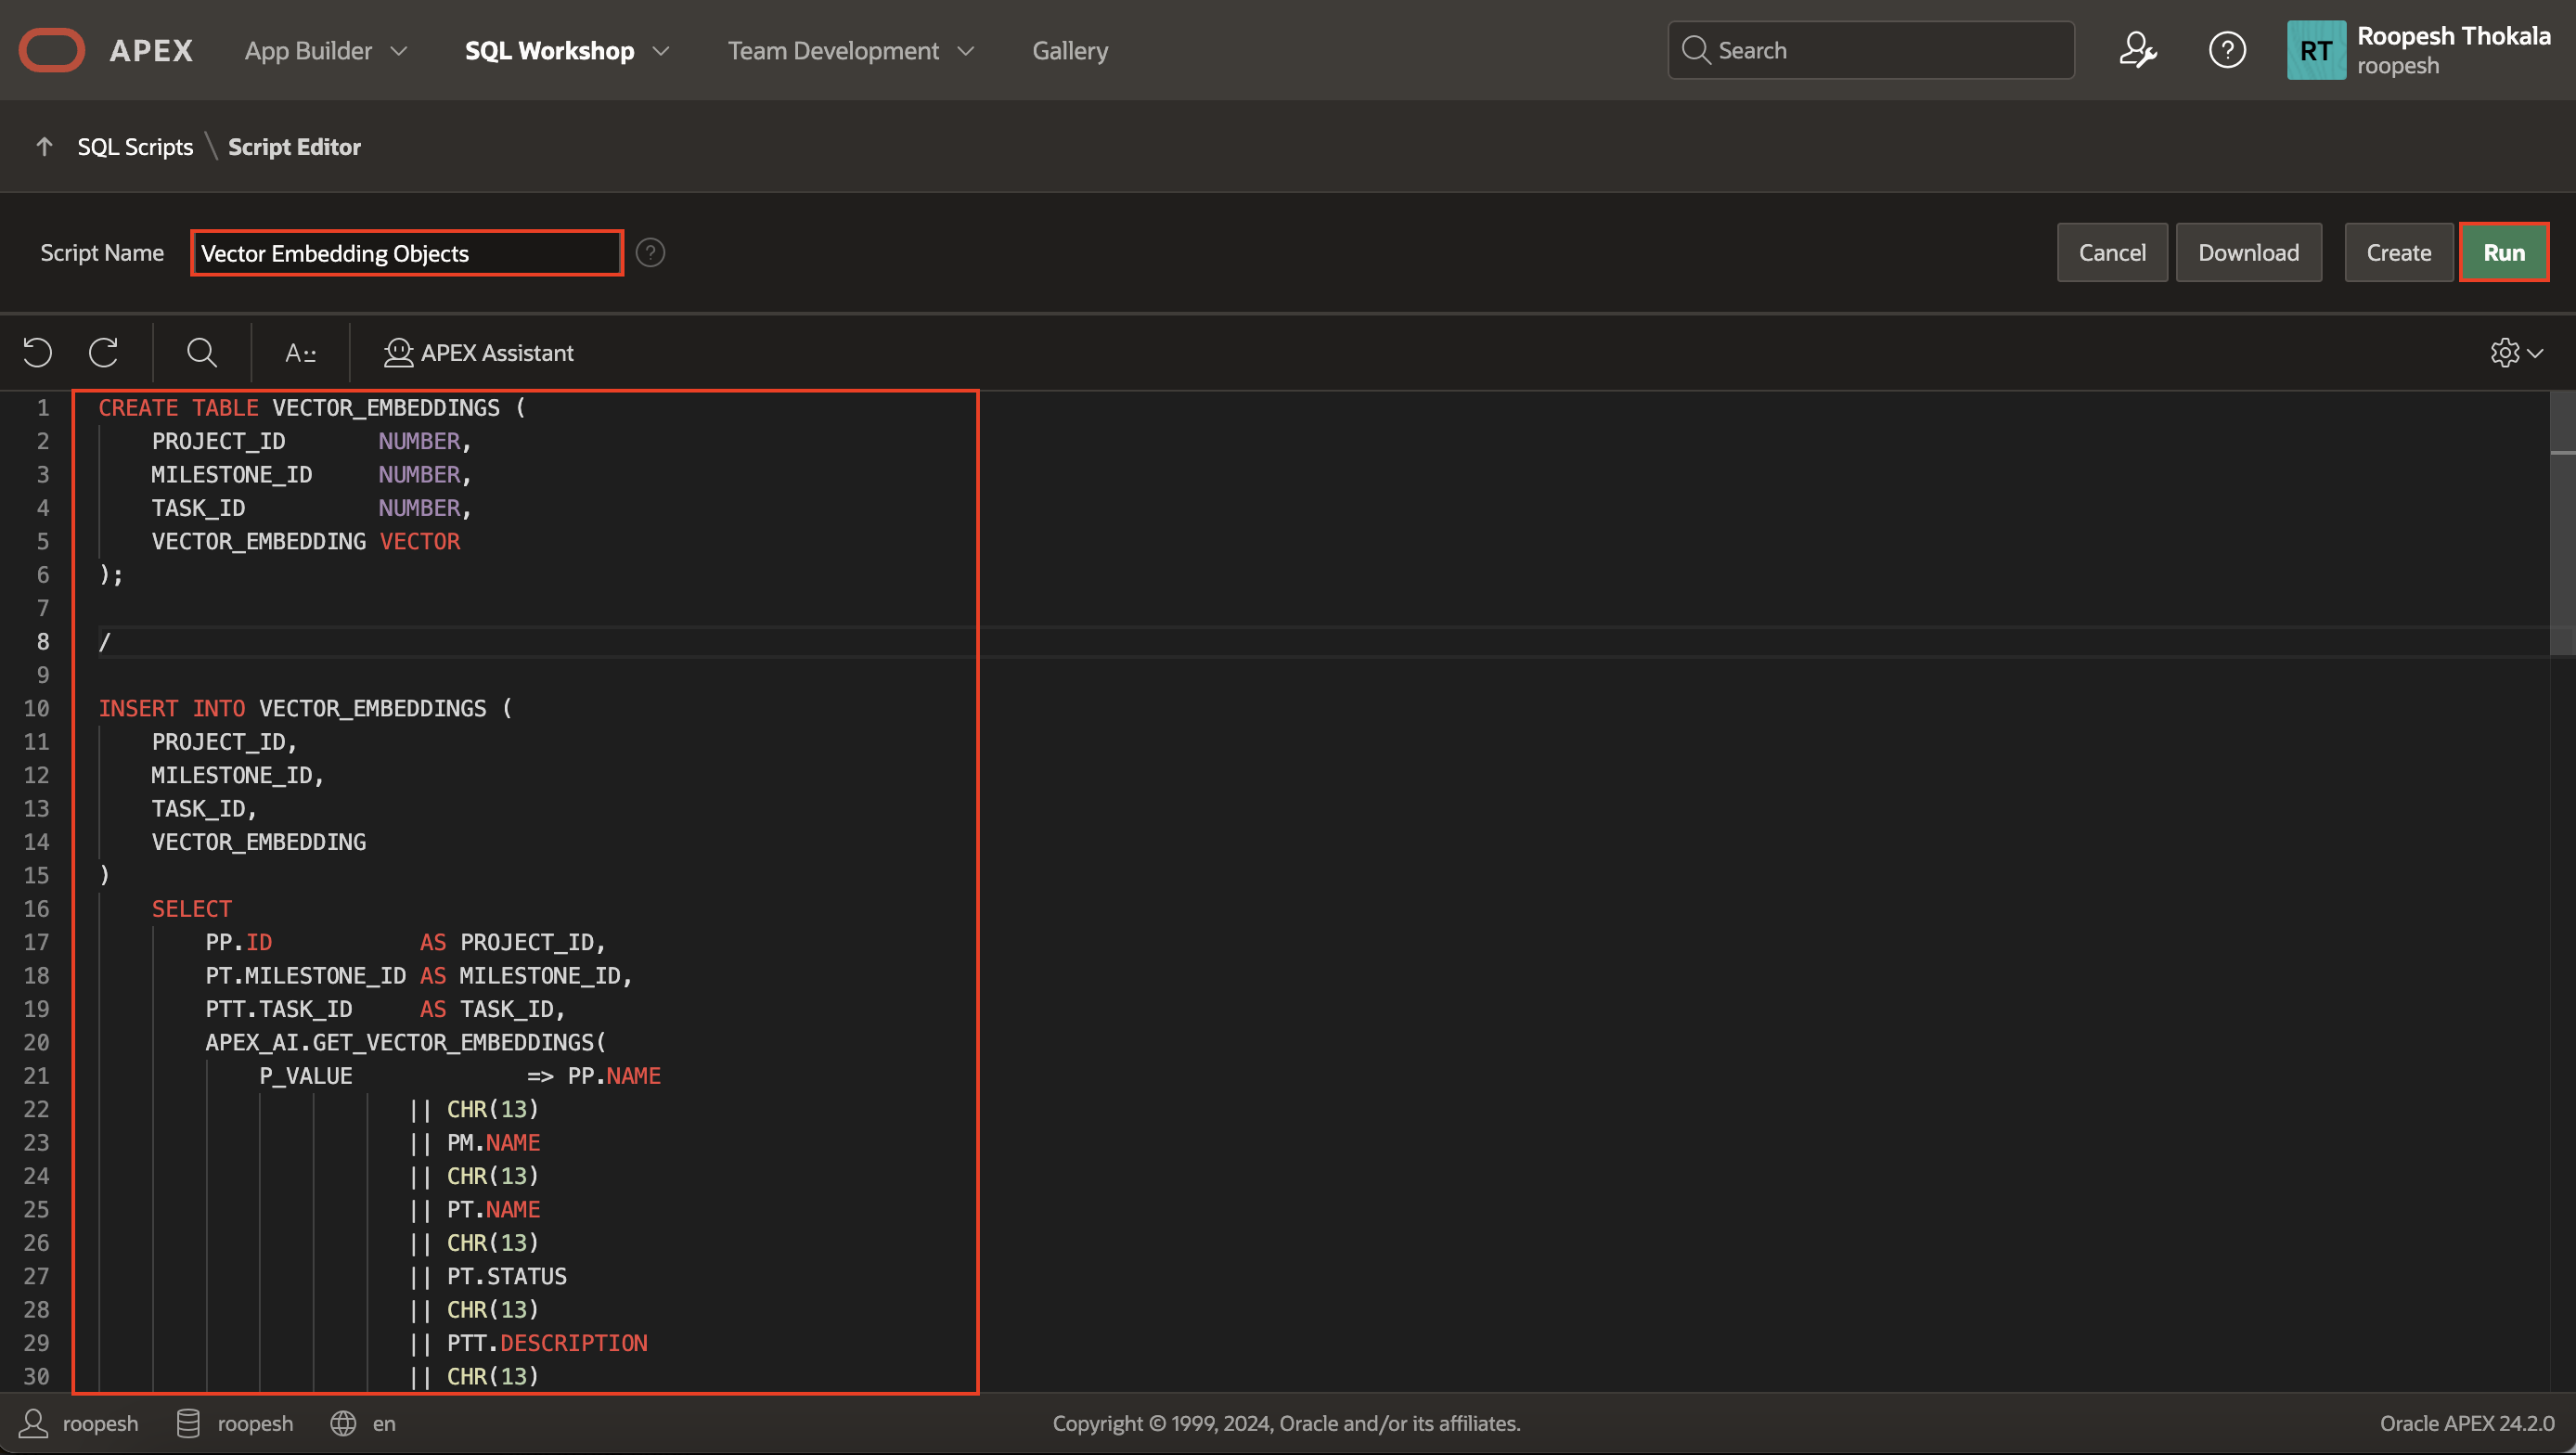 APEX App Builder SQL Workshop Team Development Gallery Search RT Roopesh Thokala
roopesh
SQL Scripts \ Script Editor
Script Name Vector Embedding Objects ? Cancel Download Create Run
A:: APEX Assistant
1 CREATE TABLE VECTOR_EMBEDDINGS (
2 PROJECT_ID NUMBER,
3 MILESTONE_ID NUMBER,
4 TASK_ID NUMBER,
5 VECTOR_EMBEDDING VECTOR
6 );
7
8 /
9
10 INSERT INTO VECTOR_EMBEDDINGS (
11 PROJECT_ID,
12 MILESTONE_ID,
13 TASK_ID,
14 VECTOR_EMBEDDING
15 )
16 SELECT
17 PP.ID AS PROJECT_ID,
18 PT.MILESTONE_ID AS MILESTONE_ID,
19 PTT.TASK_ID AS TASK_ID,
20 APEX_AI.GET_VECTOR_EMBEDDINGS(
21 P_VALUE => PP.NAME
22 || CHR(13)
23 || PM.NAME
24 || CHR(13)
25 || PT.NAME
26 || CHR(13)
27 || PT.STATUS
28 || CHR(13)
29 || PTT.DESCRIPTION
30 || CHR(13)
roopesh roopesh en Copyright © 1999, 2024, Oracle and/or its affiliates. Oracle APEX 24.2.0